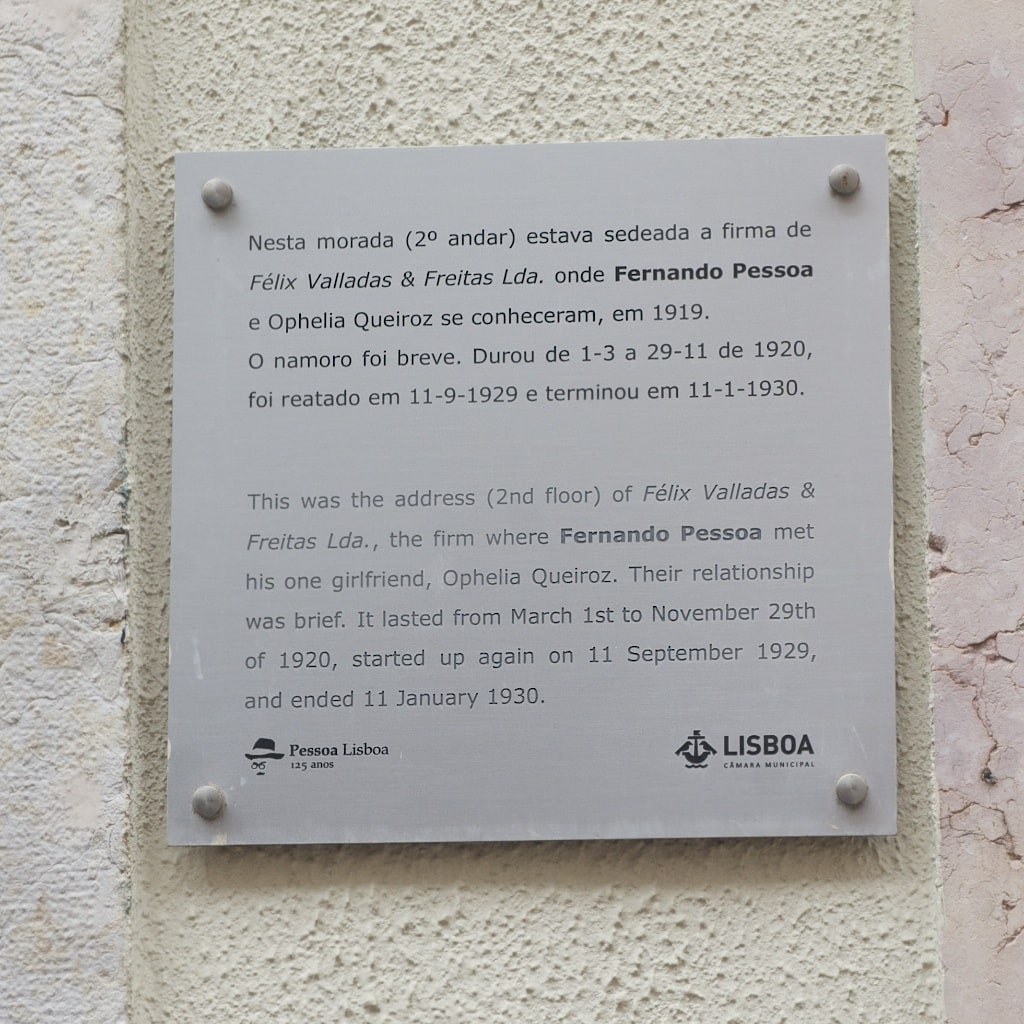 Nesta morada (2º andar) estava sedeada a firma de
Félix Valladas & Freitas Lda. onde Fernando Pessoa
e Ophelia Queiroz se conheceram, em 1919.
O namoro foi breve. Durou de 1-3 a 29-11 de 1920,
foi reatado em 11-9-1929 e terminou em 11-1-1930.
This was the address (2nd floor) of Félix Valladas &
Freitas Lda., the firm where Fernando Pessoa met
his one girlfriend, Ophelia Queiroz. Their relationship
was brief. It lasted from March 1st to November 29th
of 1920, started up again on 11 September 1929,
and ended 11 January 1930.
Pessoa Lisboa
125 anos
LISBOA
CÂMARA MUNICIPAL